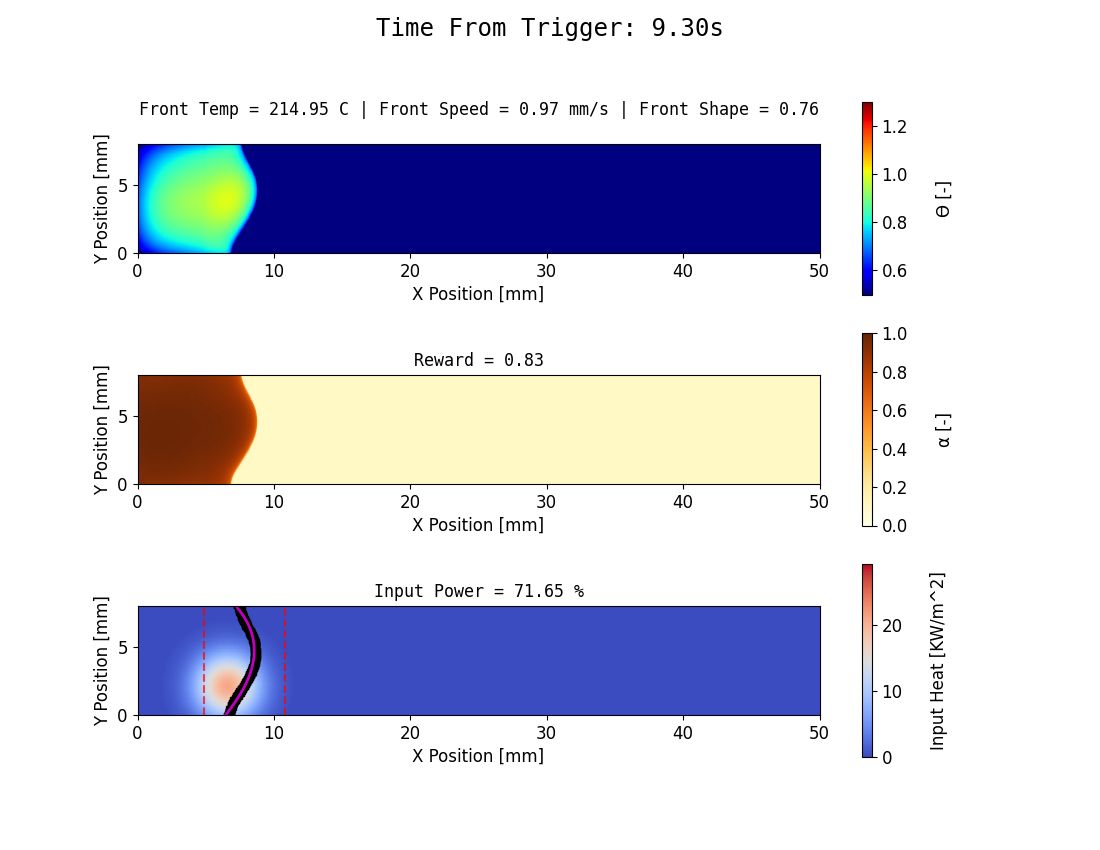 Time From Trigger: 9.30s
Front Temp = 214.95 C | Front Speed = 0.97 mm/s | Front Shape = 0.76
Y Position [mm]
5
0
0 10 20 30 40 50
X Position [mm]
1.2
1.0
0.8
0.6
Θ [-]
Reward = 0.83
Y Position [mm]
5
0
0 10 20 30 40 50
X Position [mm]
1.0
0.8
0.6
0.4
0.2
0.0
α [-]
Input Power = 71.65 %
Y Position [mm]
5
0
0 10 20 30 40 50
X Position [mm]
20
10
0
Input Heat [KW/m^2]